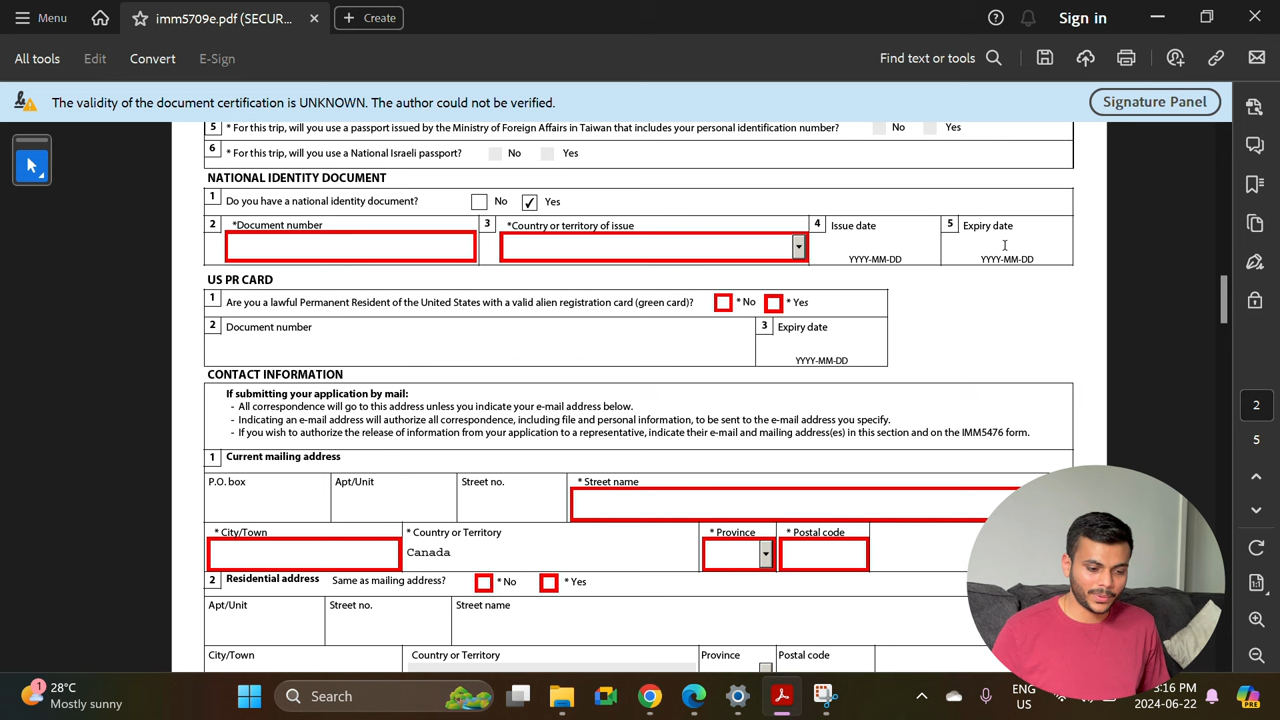 Menu
imm5709e.pdf (SECUR...
Create
Sign in
All tools
Edit
Convert
E-Sign
Find text or tools
The validity of the document certification is UNKNOWN. The author could not be verified.
Signature Panel
5 * For this trip, will you use a passport issued by the Ministry of Foreign Affairs in Taiwan that includes your personal identification number? No Yes
6 * For this trip, will you use a National Israeli passport? No Yes
NATIONAL IDENTITY DOCUMENT
1 Do you have a national identity document? No Yes
2 *Document number 3 *Country or territory of issue 4 Issue date 5 Expiry date
YYYY-MM-DD YYYY-MM-DD
US PR CARD
1 Are you a lawful Permanent Resident of the United States with a valid alien registration card (green card)? * No * Yes
2 Document number 3 Expiry date
YYYY-MM-DD
CONTACT INFORMATION
If submitting your application by mail:
- All correspondence will go to this address unless you indicate your e-mail address below.
- Indicating an e-mail address will authorize all correspondence, including file and personal information, to be sent to the e-mail address you specify.
- If you wish to authorize the release of information from your application to a representative, indicate their e-mail and mailing address(es) in this section and on the IMM5476 form.
1 Current mailing address
P.O. box Apt/Unit Street no. * Street name
* City/Town * Country or Territory * Province * Postal code
Canada
2 Residential address Same as mailing address? * No * Yes
Apt/Unit Street no. Street name
City/Town Country or Territory Province Postal code
2
5
1
28°C
Mostly sunny
Search
ENG
US
3:16 PM
2024-06-22
PRE